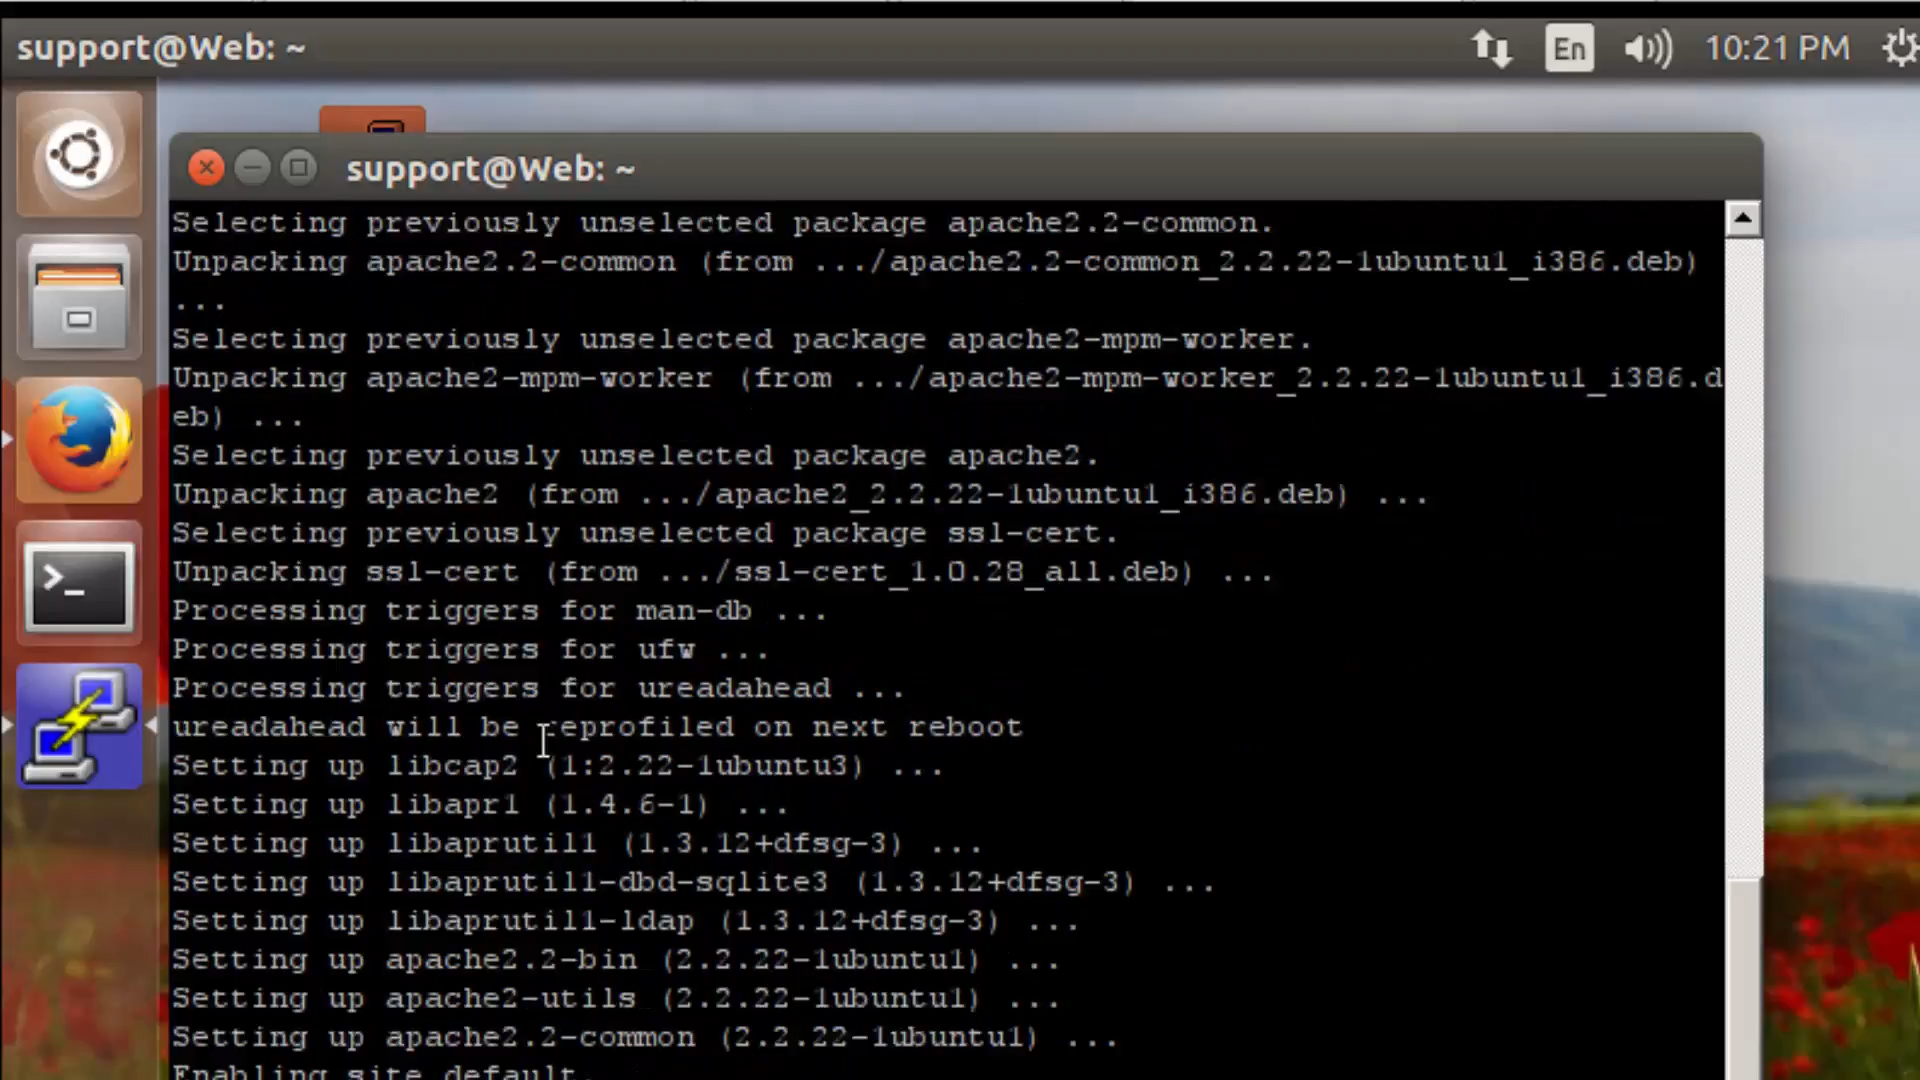 support@Web: ~
En
10:21 PM
support@Web: ~
Selecting previously unselected package apache2.2-common.
Unpacking apache2.2-common (from .../apache2.2-common_2.2.22-1ubuntu1_i386.deb)
...
Selecting previously unselected package apache2-mpm-worker.
Unpacking apache2-mpm-worker (from .../apache2-mpm-worker_2.2.22-1ubuntu1_i386.d
eb) ...
Selecting previously unselected package apache2.
Unpacking apache2 (from .../apache2_2.2.22-1ubuntu1_i386.deb) ...
Selecting previously unselected package ssl-cert.
Unpacking ssl-cert (from .../ssl-cert_1.0.28_all.deb) ...
Processing triggers for man-db ...
Processing triggers for ufw ...
Processing triggers for ureadahead ...
ureadahead will be reprofiled on next reboot
Setting up libcap2 (1:2.22-1ubuntu3) ...
Setting up libapr1 (1.4.6-1) ...
Setting up libaprutil1 (1.3.12+dfsg-3) ...
Setting up libaprutil1-dbd-sqlite3 (1.3.12+dfsg-3) ...
Setting up libaprutil1-ldap (1.3.12+dfsg-3) ...
Setting up apache2.2-bin (2.2.22-1ubuntu1) ...
Setting up apache2-utils (2.2.22-1ubuntu1) ...
Setting up apache2.2-common (2.2.22-1ubuntu1) ...
Enabling site default.